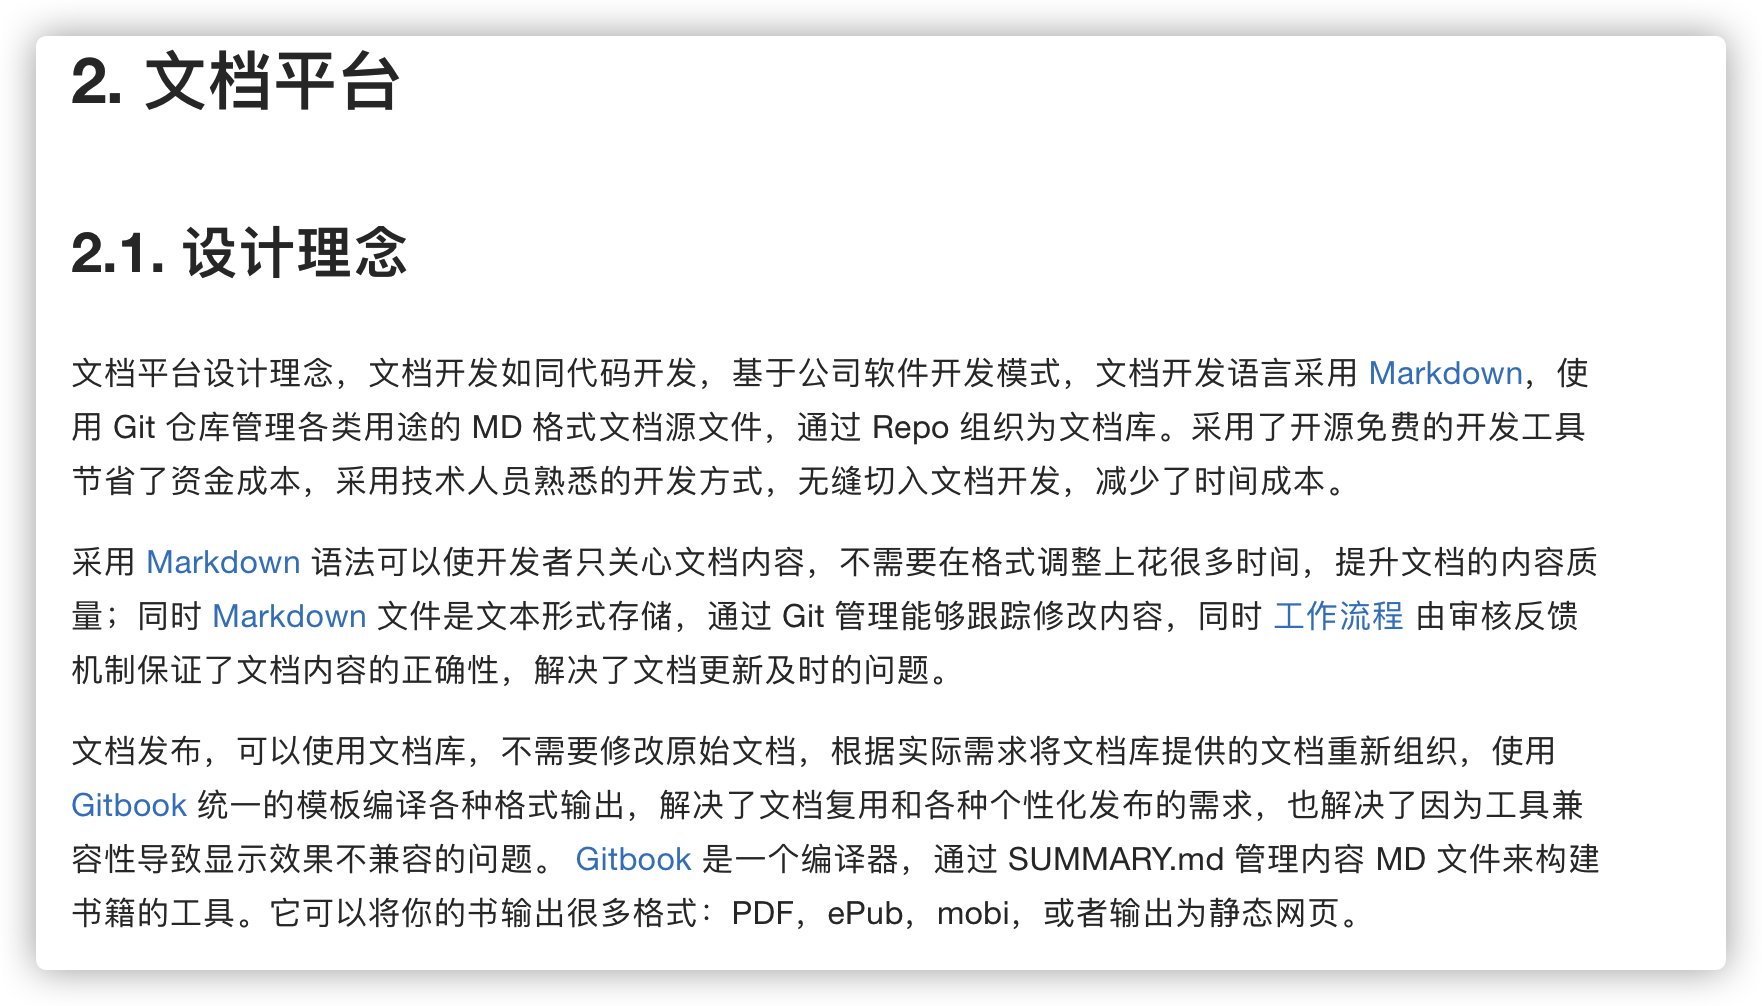 2. 文档平台
2.1. 设计理念
文档平台设计理念，文档开发如同代码开发，基于公司软件开发模式，文档开发语言采用 Markdown，使
用 Git 仓库管理各类用途的 MD 格式文档源文件，通过 Repo 组织为文档库。采用了开源免费的开发工具
节省了资金成本，采用技术人员熟悉的开发方式，无缝切入文档开发，减少了时间成本。
采用 Markdown 语法可以使开发者只关心文档内容，不需要在格式调整上花很多时间，提升文档的内容质
量；同时 Markdown 文件是文本形式存储，通过 Git 管理能够跟踪修改内容，同时 工作流程 由审核反馈
机制保证了文档内容的正确性，解决了文档更新及时的问题。
文档发布，可以使用文档库，不需要修改原始文档，根据实际需求将文档库提供的文档重新组织，使用
Gitbook 统一的模板编译各种格式输出，解决了文档复用和各种个性化发布的需求，也解决了因为工具兼
容性导致显示效果不兼容的问题。 Gitbook 是一个编译器，通过 SUMMARY.md 管理内容 MD 文件来构建
书籍的工具。它可以将你的书输出很多格式：PDF，ePub，mobi，或者输出为静态网页。